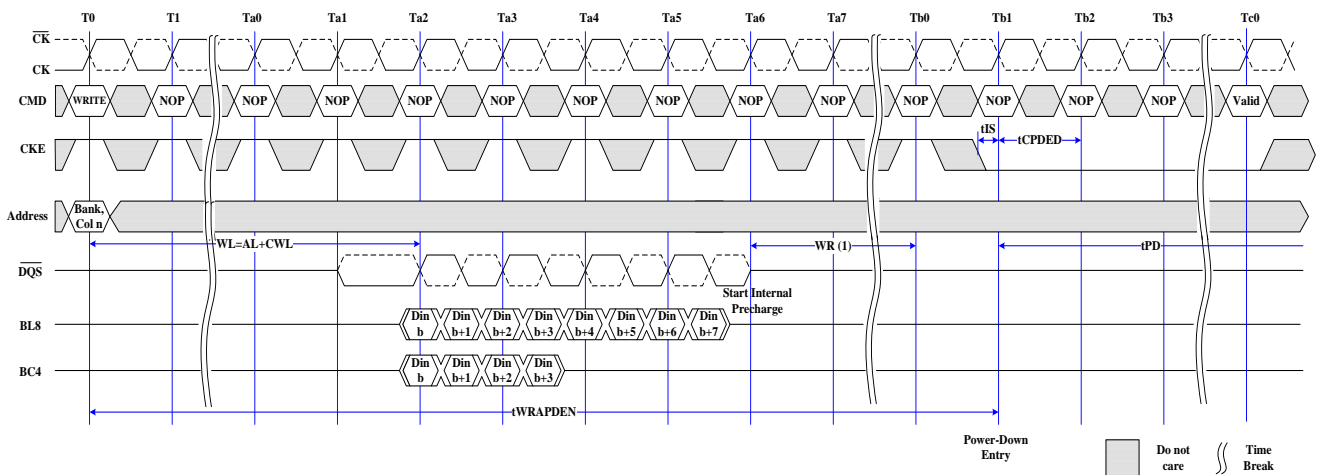 T0 T1 Ta0 Ta1 Ta2 Ta3 Ta4 Ta5 Ta6 Ta7 Tb0 Tb1 Tb2 Tb3 Tc0
CK
CK
CMD WRITE NOP NOP NOP NOP NOP NOP NOP NOP NOP NOP NOP NOP NOP Valid
tIS
tCPDED
CKE
Address Bank, Col n
WL=AL+CWL WR (1) tPD
DQS
Start Internal
Precharge
BL8 Din b Din b+1 Din b+2 Din b+3 Din b+4 Din b+5 Din b+6 Din b+7
BC4 Din b Din b+1 Din b+2 Din b+3
tWRAPDEN
Power-Down
Entry
Do not
care
Time
Break